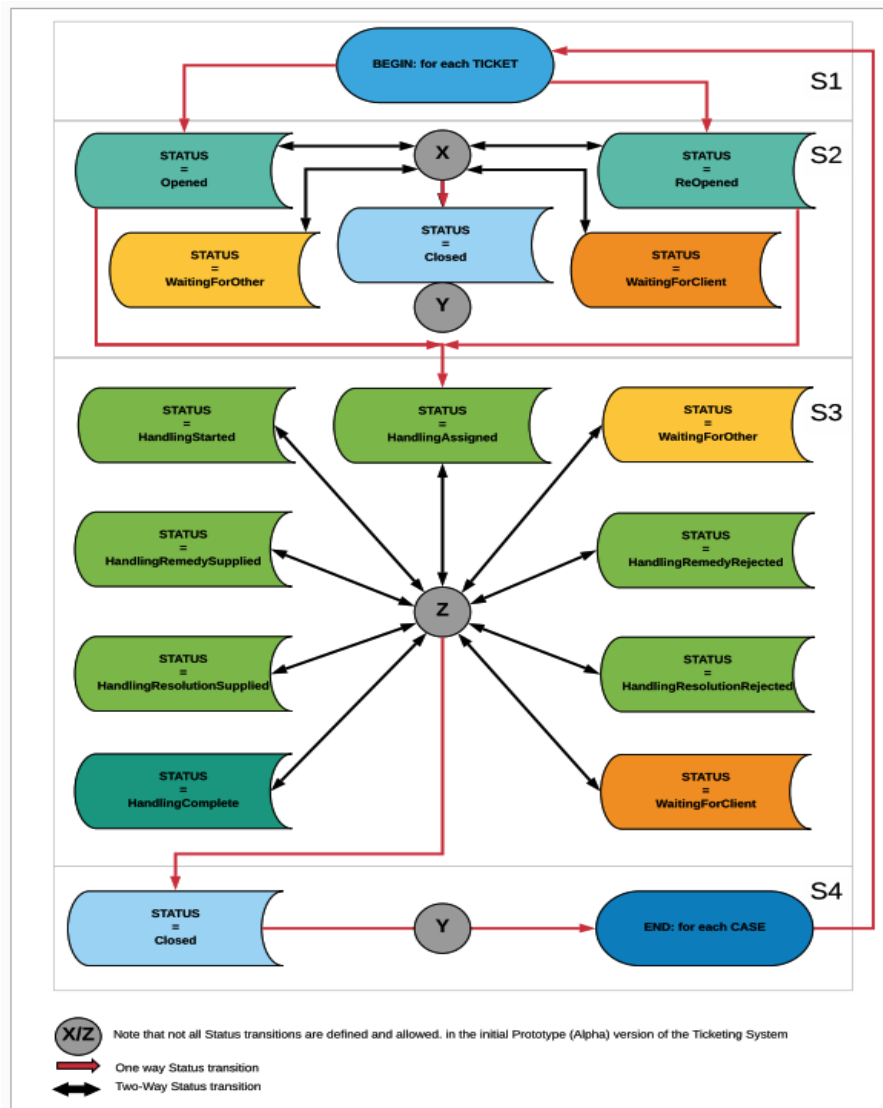 BEGIN: for each TICKET
S1
STATUS
=
Opened
X
STATUS
=
ReOpened
S2
STATUS
=
WaitingForOther
STATUS
=
Closed
STATUS
=
WaitingForClient
Y
STATUS
=
HandlingStarted
STATUS
=
HandlingAssigned
STATUS
=
WaitingForOther
S3
STATUS
=
HandlingRemedySupplied
STATUS
=
HandlingRemedyRejected
Z
STATUS
=
HandlingResolutionSupplied
STATUS
=
HandlingResolutionRejected
STATUS
=
HandlingComplete
STATUS
=
WaitingForClient
STATUS
=
Closed
Y
END: for each CASE
S4
X/Z
Note that not all Status transitions are defined and allowed. in the initial Prototype (Alpha) version of the Ticketing System
One way Status transition
Two-Way Status transition